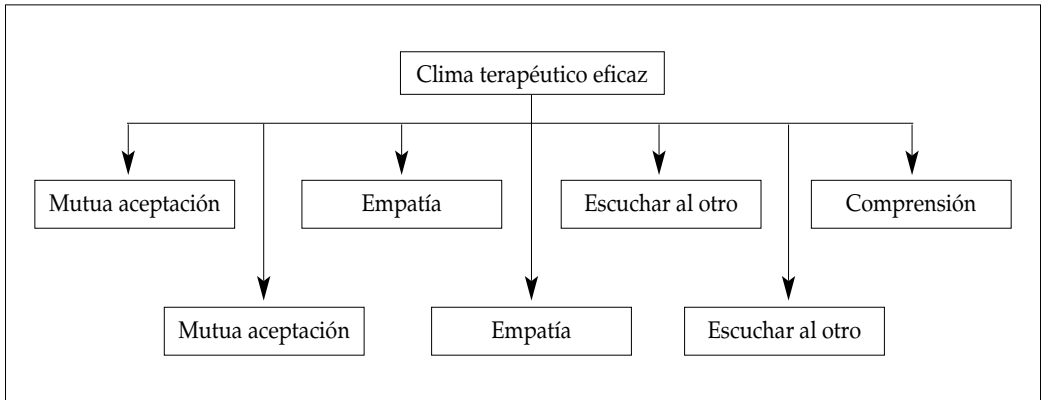 Clima terapéutico eficaz
Mutua aceptación
Empatía
Escuchar al otro
Comprensión
Mutua aceptación
Empatía
Escuchar al otro